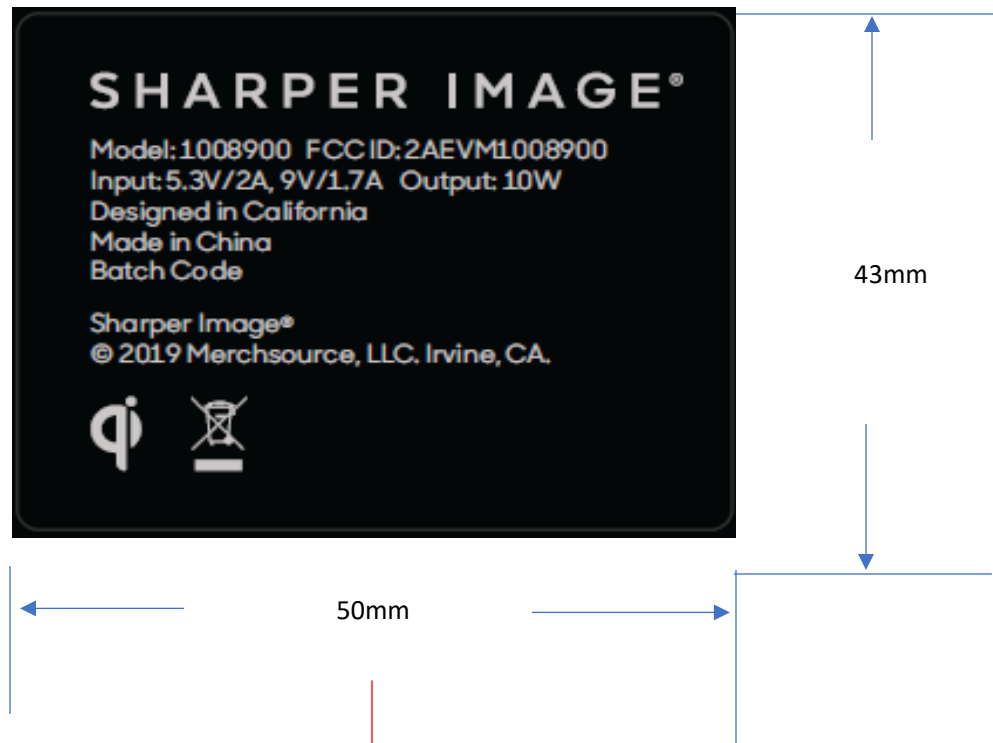 SHARPER IMAGE®
Model: 1008900 FCC ID: 2AEVM1008900
Input: 5.3V/2A, 9V/1.7A Output: 10W
Designed in California
Made in China
Batch Code
Sharper Image®
© 2019 Merchsource, LLC. Irvine, CA.
qi
43mm
50mm